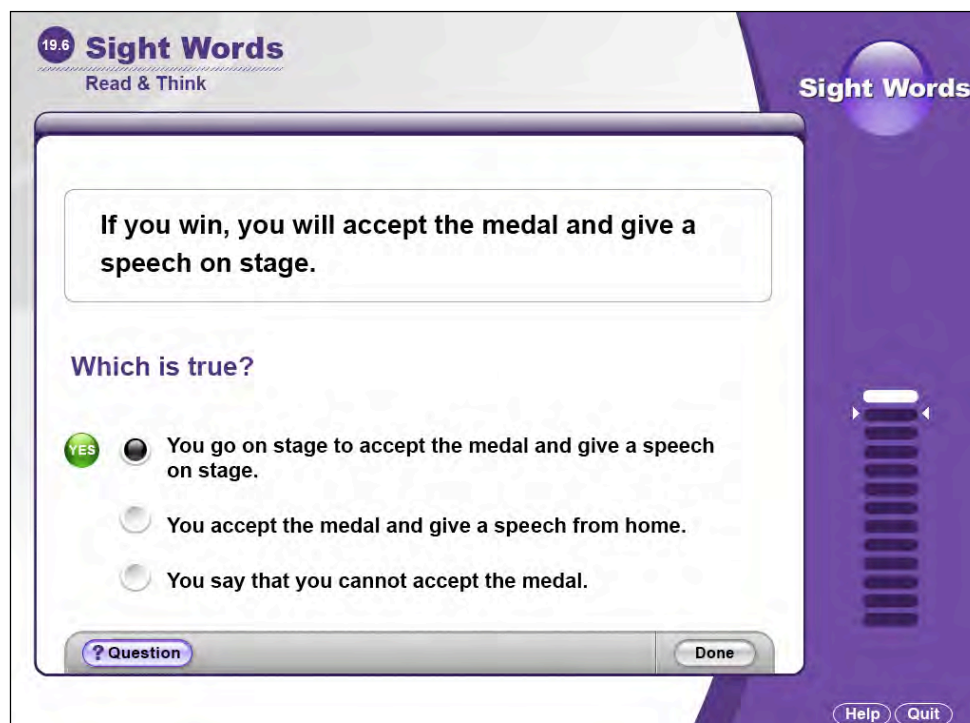 19.6 Sight Words
Read & Think
Sight Words
If you win, you will accept the medal and give a
speech on stage.
Which is true?
YES You go on stage to accept the medal and give a speech
on stage.
You accept the medal and give a speech from home.
You say that you cannot accept the medal.
? Question Done
Help Quit